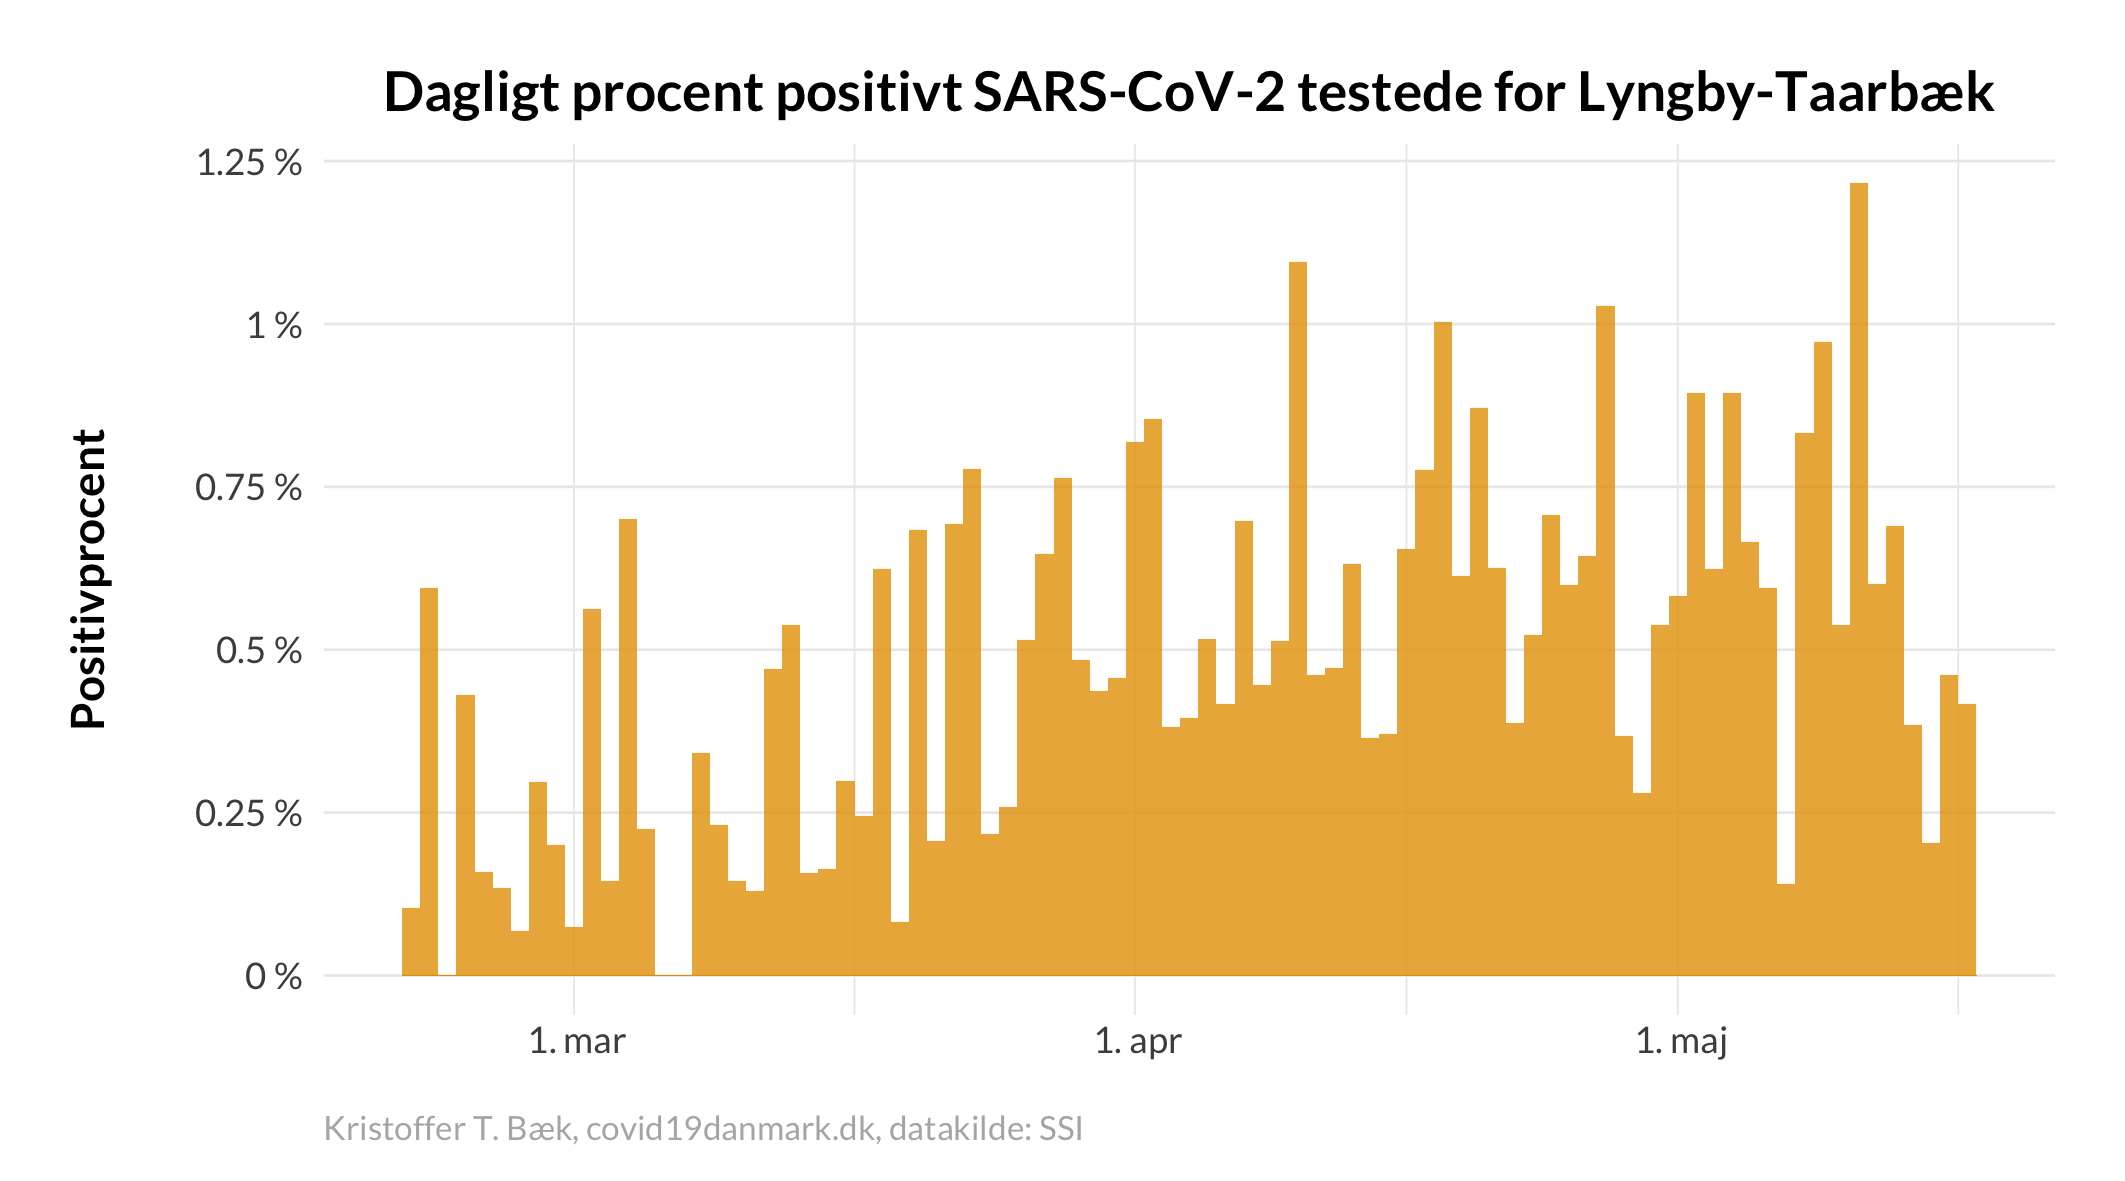 Dagligt procent positivt SARS-CoV-2 testede for Lyngby-Taarbæk
Positivprocent
1.25 %
1 %
0.75 %
0.5 %
0.25 %
0 %
1. mar
1. apr
1. maj
Kristoffer T. Bæk, covid19danmark.dk, datakilde: SSI